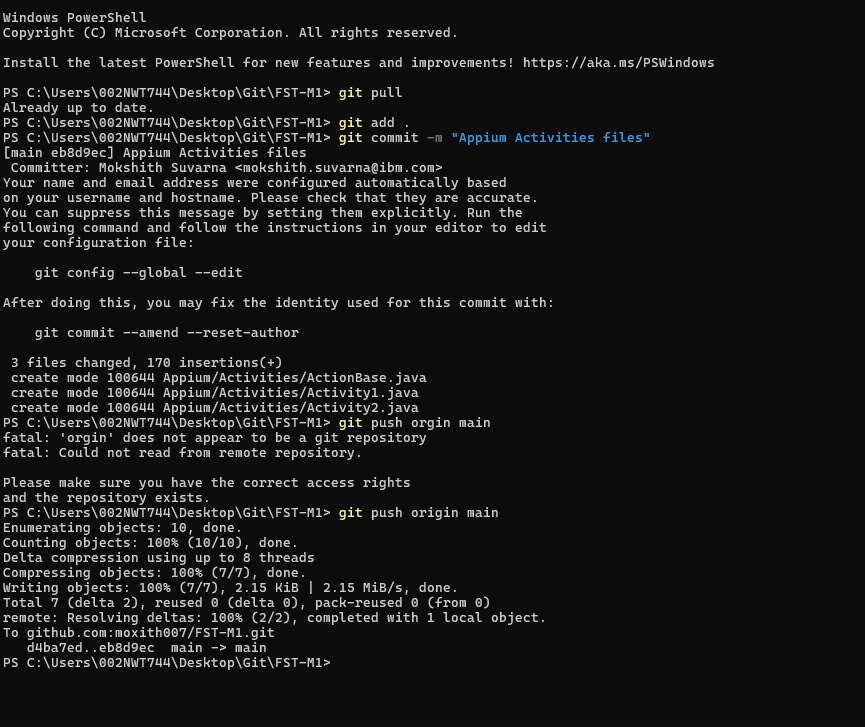 Windows PowerShell
Copyright (C) Microsoft Corporation. All rights reserved.
Install the latest PowerShell for new features and improvements! https://aka.ms/PSWindows
PS C:\Users\002NWT744\Desktop\Git\FST-M1> git pull
Already up to date.
PS C:\Users\002NWT744\Desktop\Git\FST-M1> git add .
PS C:\Users\002NWT744\Desktop\Git\FST-M1> git commit -m "Appium Activities files"
[main eb8d9ec] Appium Activities files
Committer: Mokshith Suvarna <mokshith.suvarna@ibm.com>
Your name and email address were configured automatically based
on your username and hostname. Please check that they are accurate.
You can suppress this message by setting them explicitly. Run the
following command and follow the instructions in your editor to edit
your configuration file:
git config --global --edit
After doing this, you may fix the identity used for this commit with:
git commit --amend --reset-author
3 files changed, 170 insertions(+)
create mode 100644 Appium/Activities/ActionBase.java
create mode 100644 Appium/Activities/Activity1.java
create mode 100644 Appium/Activities/Activity2.java
PS C:\Users\002NWT744\Desktop\Git\FST-M1> git push orgin main
fatal: 'orgin' does not appear to be a git repository
fatal: Could not read from remote repository.
Please make sure you have the correct access rights
and the repository exists.
PS C:\Users\002NWT744\Desktop\Git\FST-M1> git push origin main
Enumerating objects: 10, done.
Counting objects: 100% (10/10), done.
Delta compression using up to 8 threads
Compressing objects: 100% (7/7), done.
Writing objects: 100% (7/7), 2.15 KiB | 2.15 MiB/s, done.
Total 7 (delta 2), reused 0 (delta 0), pack-reused 0 (from 0)
remote: Resolving deltas: 100% (2/2), completed with 1 local object.
To github.com:moxith007/FST-M1.git
d4ba7ed..eb8d9ec  main -> main
PS C:\Users\002NWT744\Desktop\Git\FST-M1>